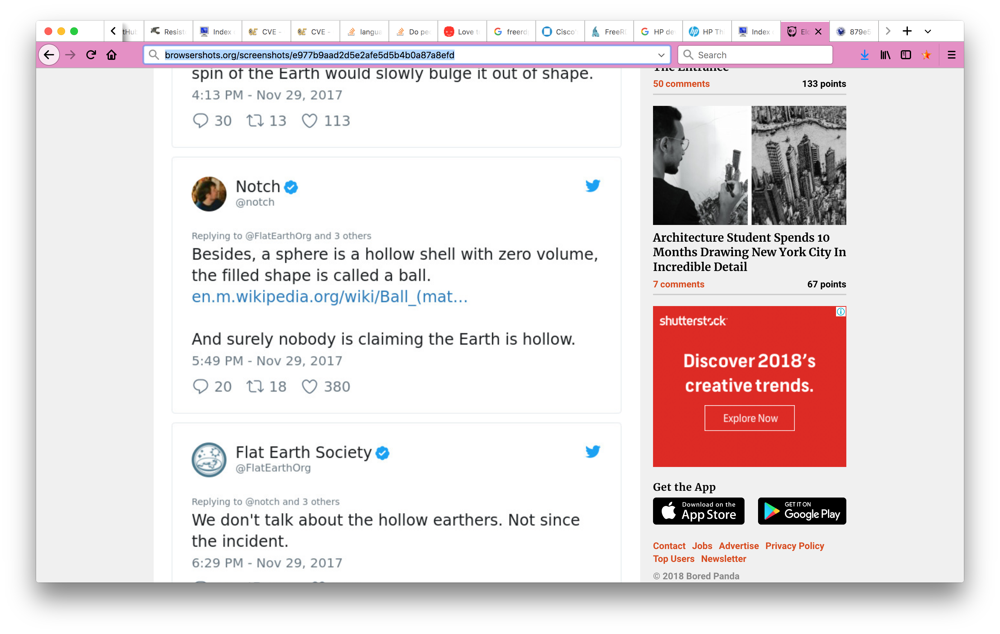 tHub
Resist
Index
CVE -
CVE -
langua
Do pe
Love t
freerd
Cisco'
FreeRD
HP de
HP Thi
Index
Elo
879e5
browsershots.org/screenshots/e977b9aad2d5e2afe5d5b4b0a87a8efd
Search
spin of the Earth would slowly bulge it out of shape.
4:13 PM - Nov 29, 2017
30 13 113
Notch
@notch
Replying to @FlatEarthOrg and 3 others
Besides, a sphere is a hollow shell with zero volume,
the filled shape is called a ball.
en.m.wikipedia.org/wiki/Ball_(mat...
And surely nobody is claiming the Earth is hollow.
5:49 PM - Nov 29, 2017
20 18 380
Flat Earth Society
@FlatEarthOrg
Replying to @notch and 3 others
We don't talk about the hollow earthers. Not since
the incident.
6:29 PM - Nov 29, 2017
The Entrance
50 comments 133 points
Architecture Student Spends 10
Months Drawing New York City In
Incredible Detail
7 comments 67 points
shutterstock
Discover 2018's
creative trends.
Explore Now
Get the App
Download on the
App Store
GET IT ON
Google Play
Contact Jobs Advertise Privacy Policy
Top Users Newsletter
© 2018 Bored Panda